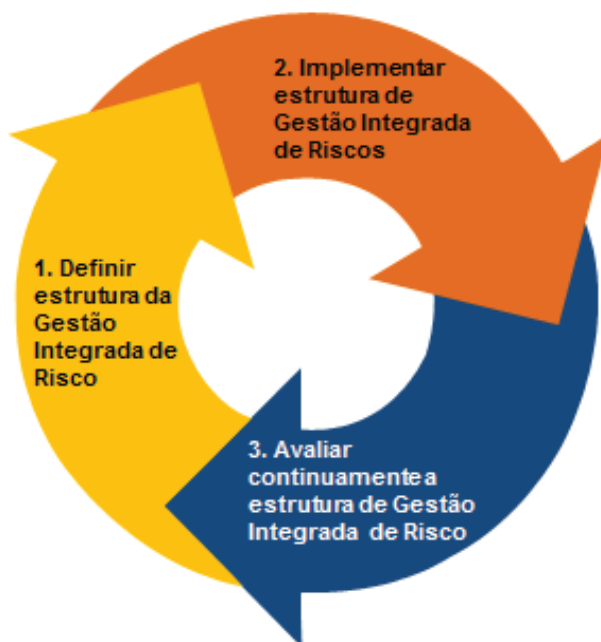 1. Definir
estrutura da
Gestão
Integrada de
Risco
2. Implementar
estrutura de
Gestão Integrada
de Riscos
3. Avaliar
continuamente a
estrutura de Gestão
Integrada de Risco